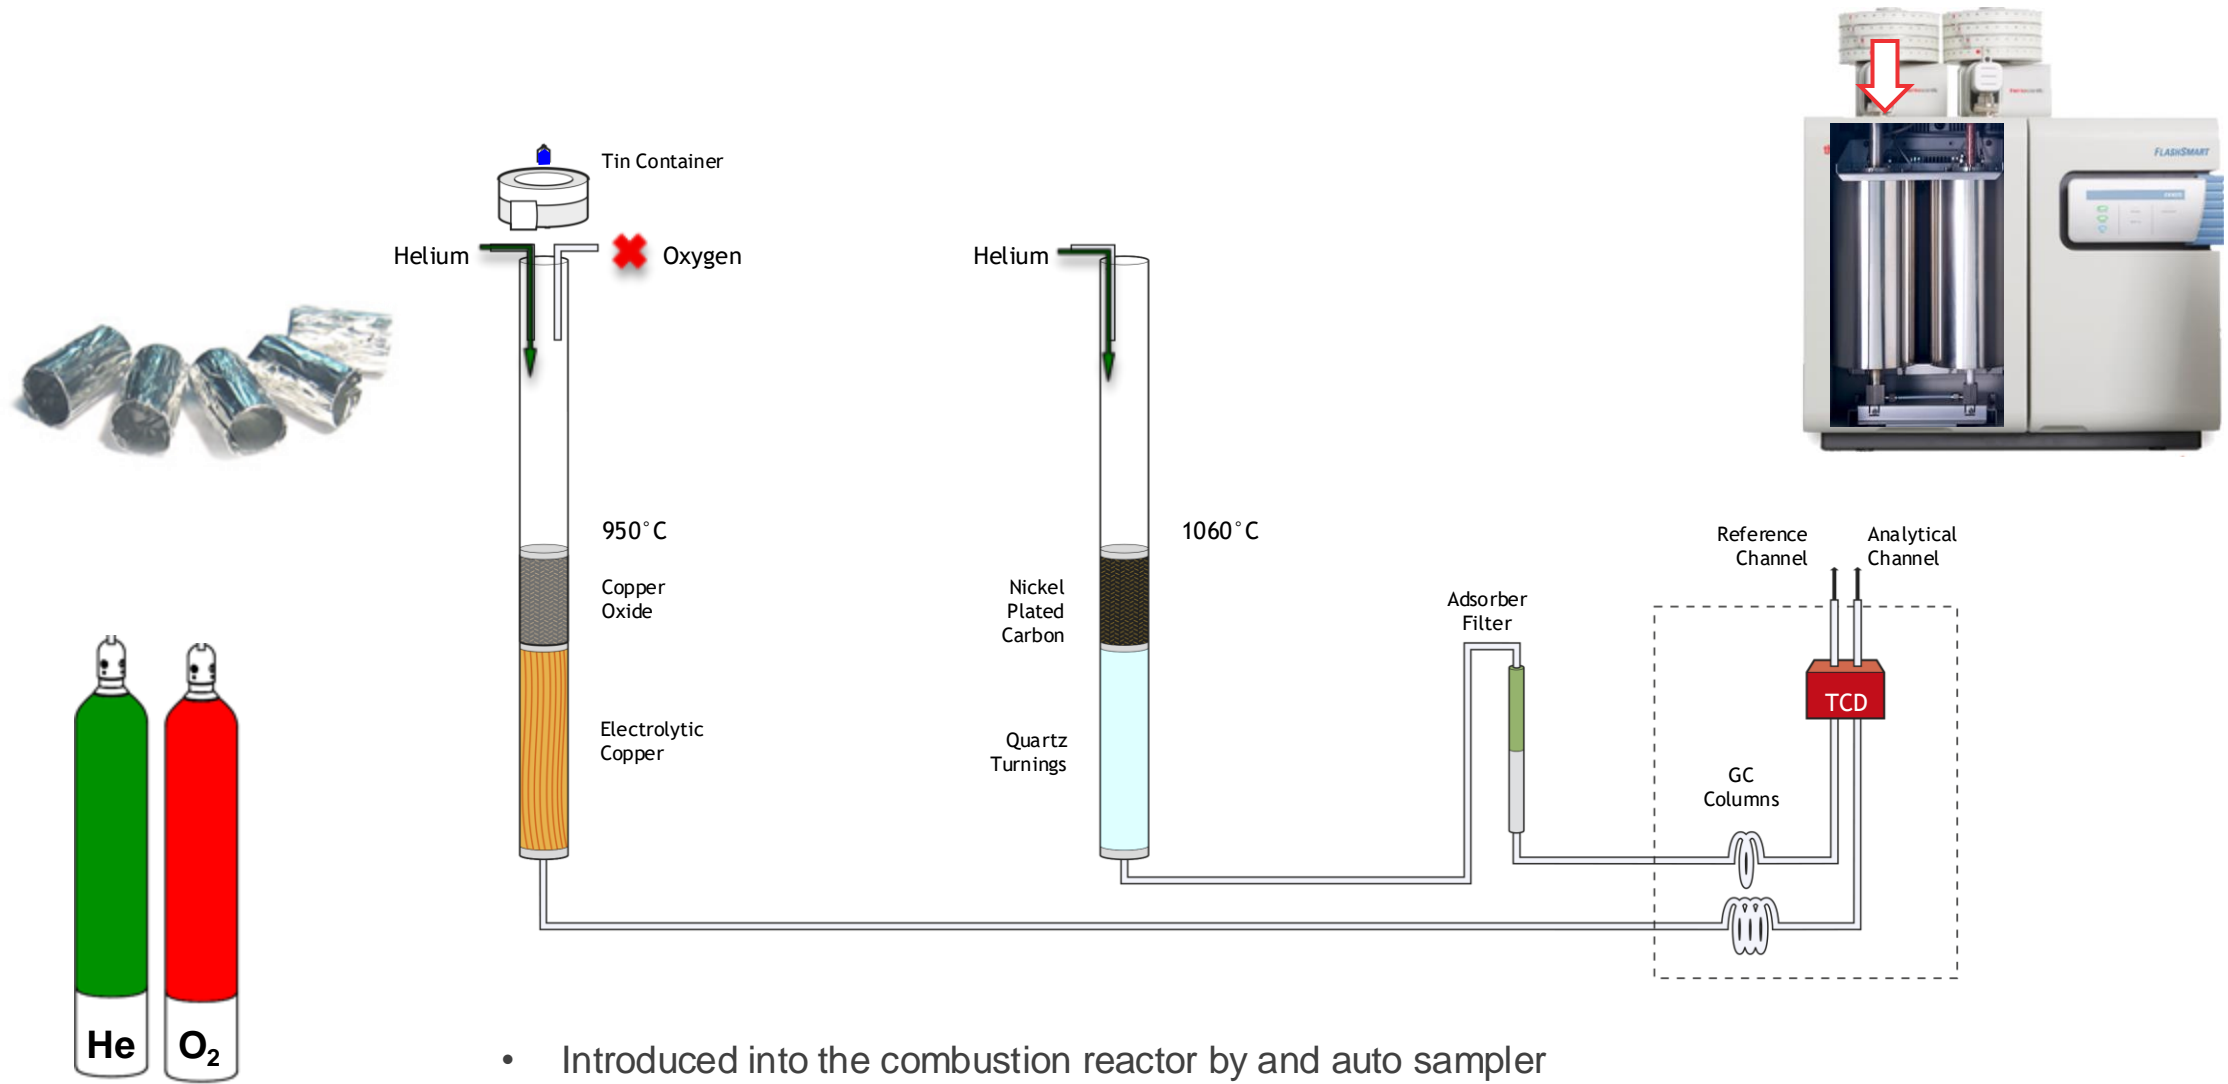 Tin Container
Helium
Oxygen
Helium
FLASHSMART
950°C
1060°C
Reference
Channel
Analytical
Channel
Copper
Oxide
Nickel
Plated
Carbon
Adsorber
Filter
TCD
Electrolytic
Copper
Quartz
Turnings
GC
Columns
He
O2
• Introduced into the combustion reactor by and auto sampler